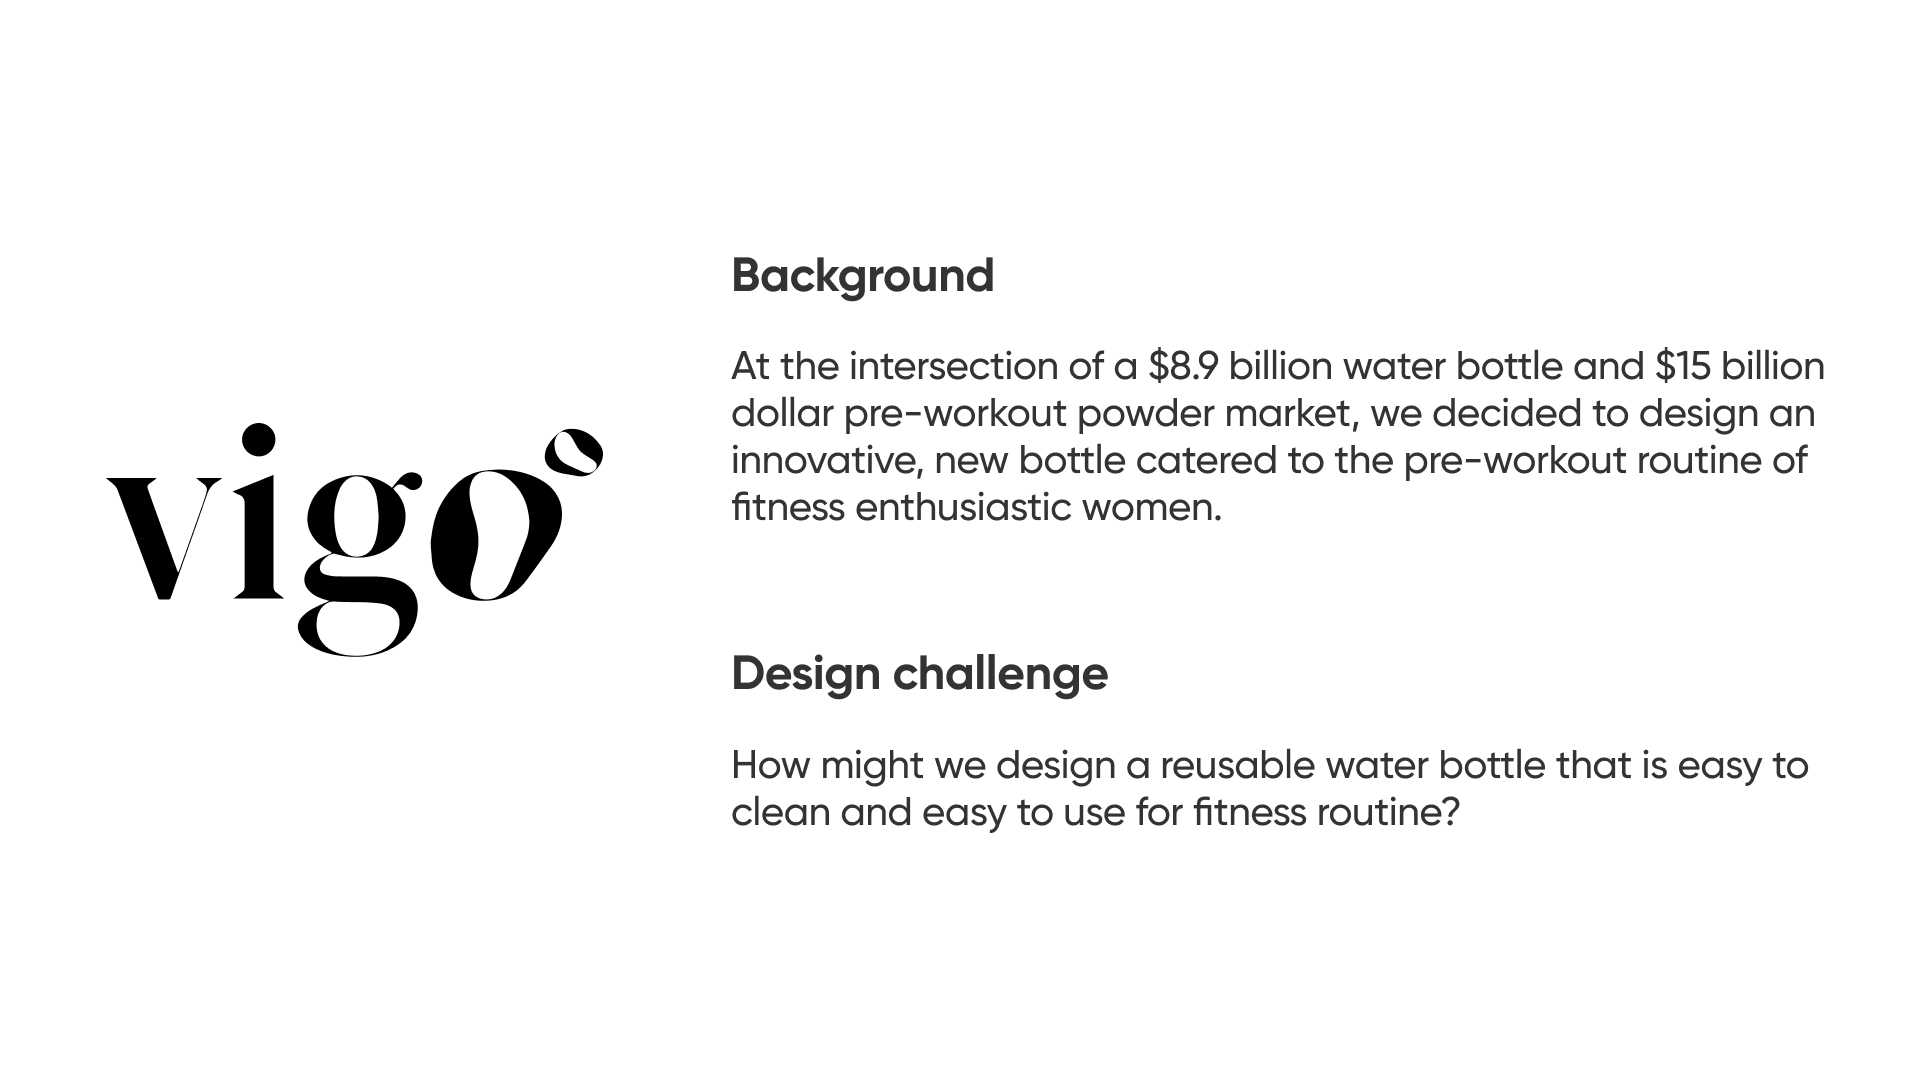 vigo
Background
At the intersection of a $8.9 billion water bottle and $15 billion
dollar pre-workout powder market, we decided to design an
innovative, new bottle catered to the pre-workout routine of
fitness enthusiastic women.
Design challenge
How might we design a reusable water bottle that is easy to
clean and easy to use for fitness routine?